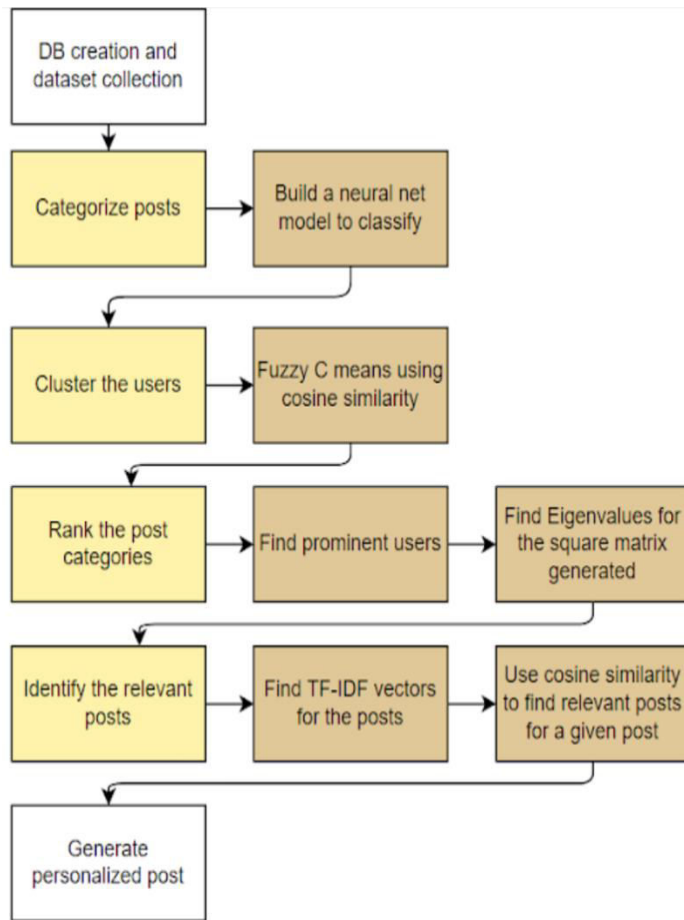 DB creation and
dataset collection
Categorize posts
Build a neural net
model to classify
Cluster the users
Fuzzy C means using
cosine similarity
Rank the post
categories
Find prominent users
Find Eigenvalues for
the square matrix
generated
Identify the relevant
posts
Find TF-IDF vectors
for the posts
Use cosine similarity
to find relevant posts
for a given post
Generate
personalized post